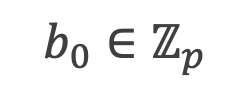 b₀ ∈ ℤₚ